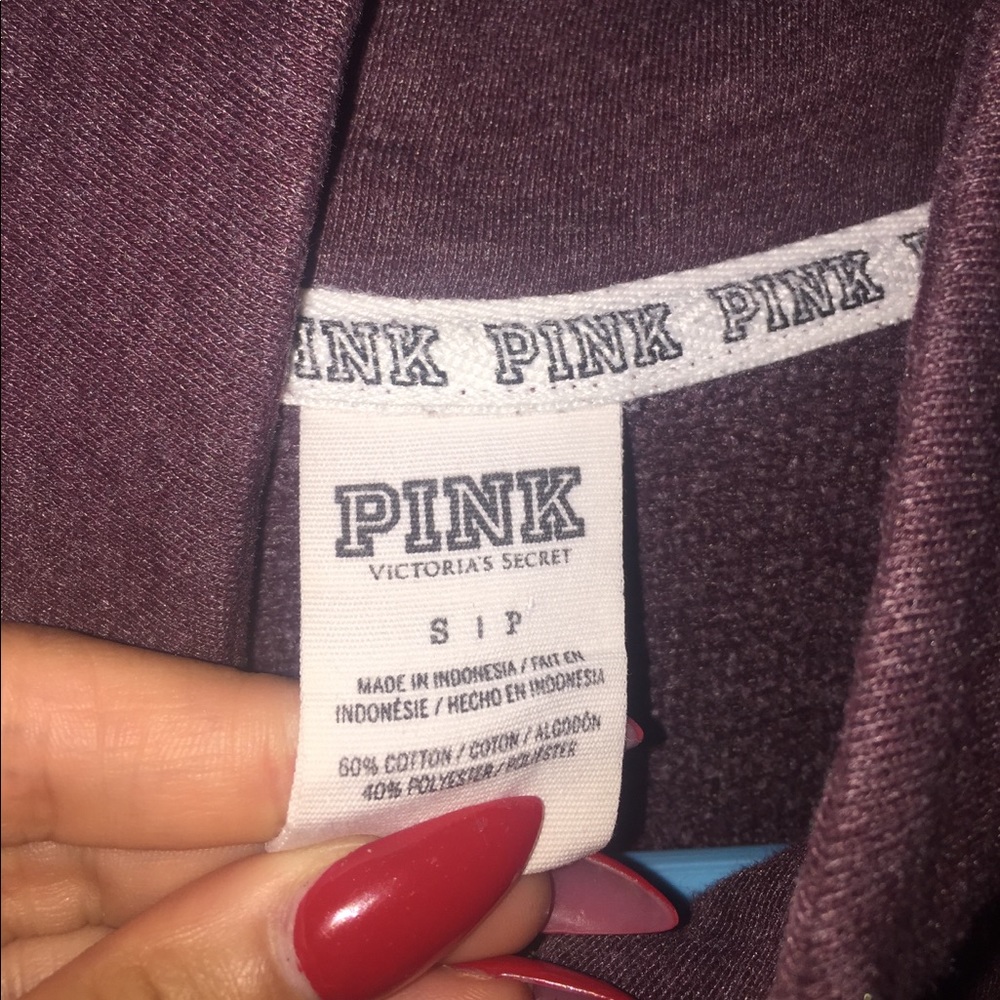 PINK PINK PINK
PINK
VICTORIA'S SECRET
S | P
MADE IN INDONESIA / FAIT EN
INDONÉSIE / HECHO EN INDONESIA
60% COTTON / COTON / ALGODÓN
40% POLYESTER / POLIÉSTER